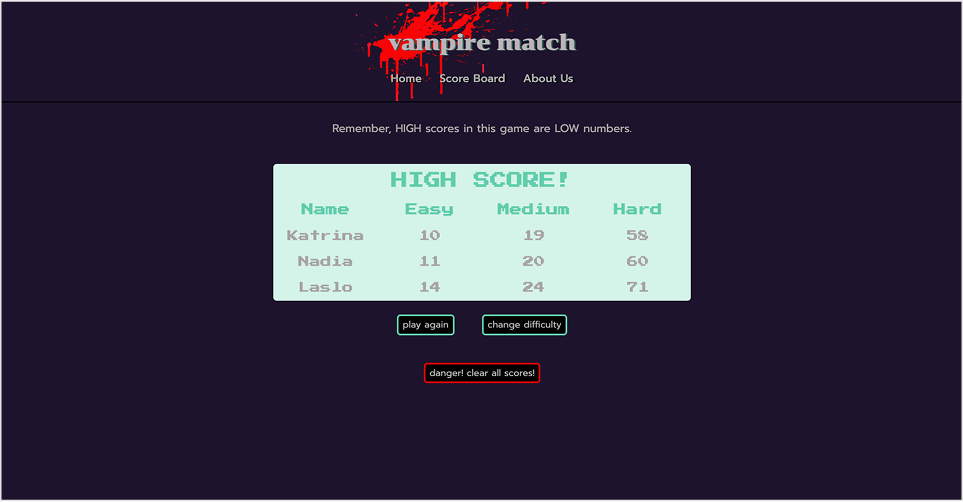 vampire match
Home Score Board About Us
Remember, HIGH scores in this game are LOW numbers.
HIGH SCORE!
Name Easy Medium Hard
Katrina 10 19 58
Nadia 11 20 60
Laslo 14 24 71
play again change difficulty
danger! clear all scores!